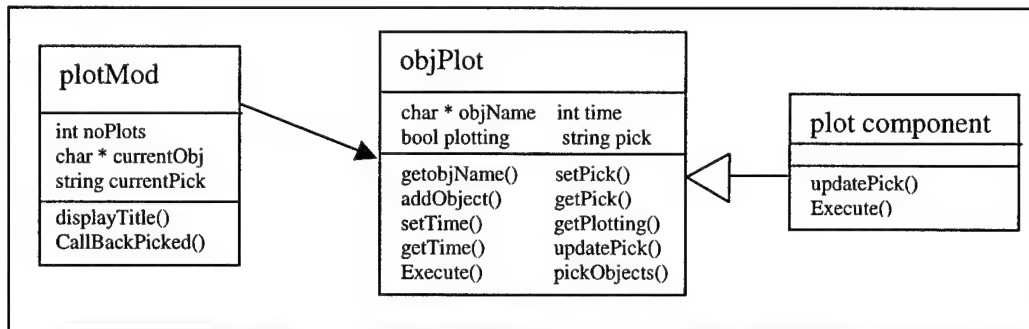 plotMod
int noPlots
char * currentObj
string currentPick
displayTitle()
CallBackPicked()
objPlot
char * objName int time
bool plotting string pick
getobjName() setPick()
addObject() getPick()
setTime() getPlotting()
getTime() updatePick()
Execute() pickObjects()
plot component
updatePick()
Execute()